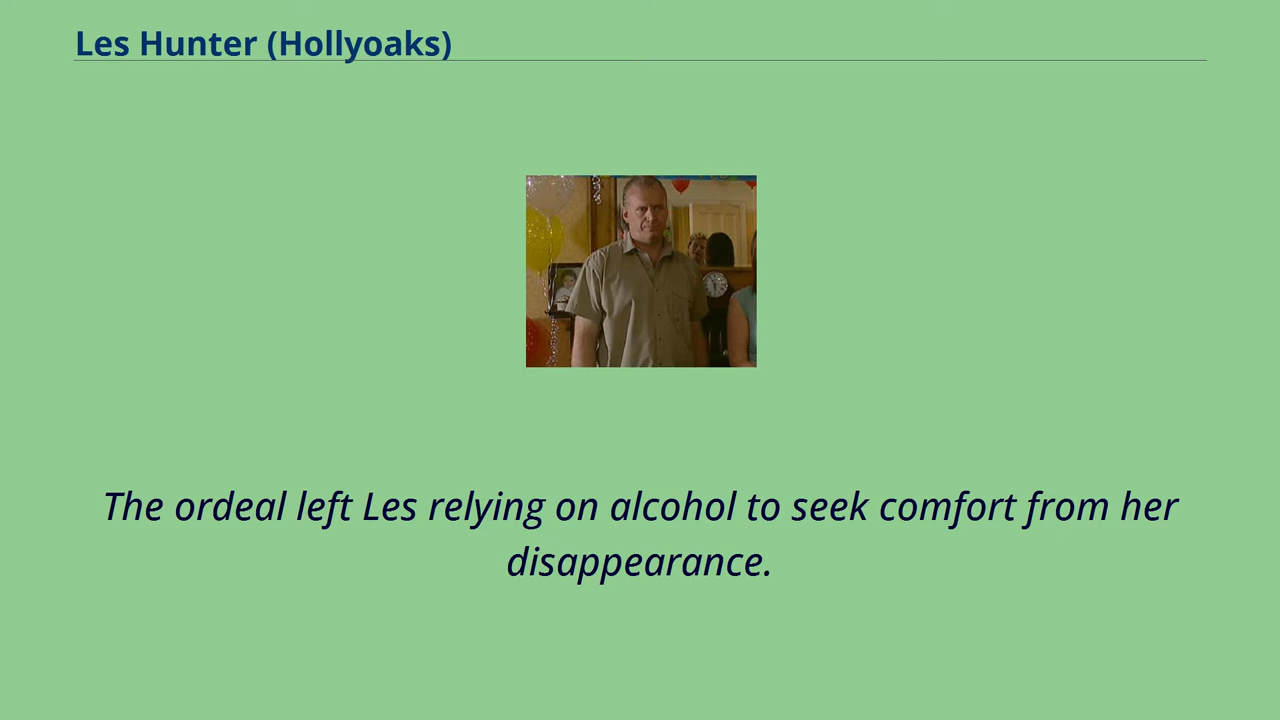 Les Hunter (Hollyoaks)
The ordeal left Les relying on alcohol to seek comfort from her
disappearance.